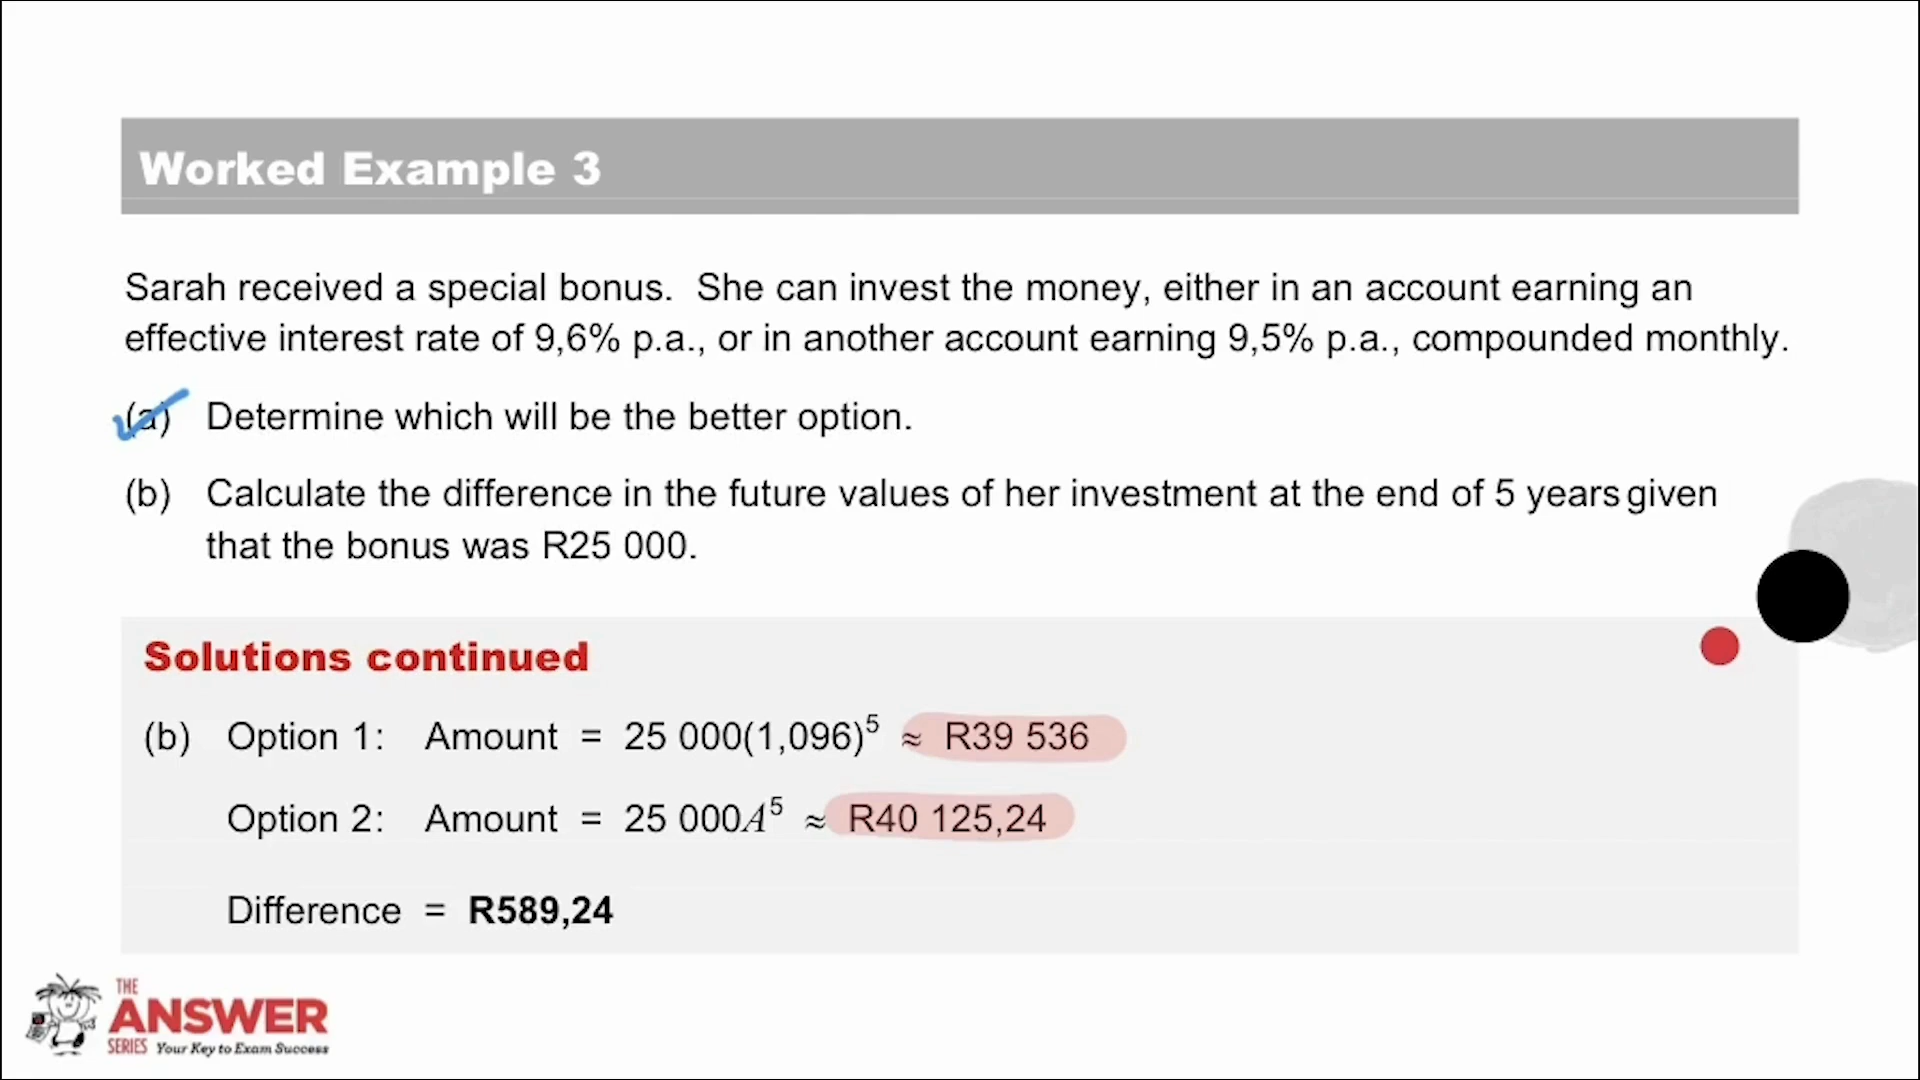 Worked Example 3
Sarah received a special bonus. She can invest the money, either in an account earning an
effective interest rate of 9,6% p.a., or in another account earning 9,5% p.a., compounded monthly.
(a) Determine which will be the better option.
(b) Calculate the difference in the future values of her investment at the end of 5 years given
that the bonus was R25 000.
Solutions continued
(b) Option 1: Amount = 25 000(1,096)⁵ ≈ R39 536
Option 2: Amount = 25 000A⁵ ≈ R40 125,24
Difference = R589,24
THE
ANSWER
SERIES Your Key to Exam Success